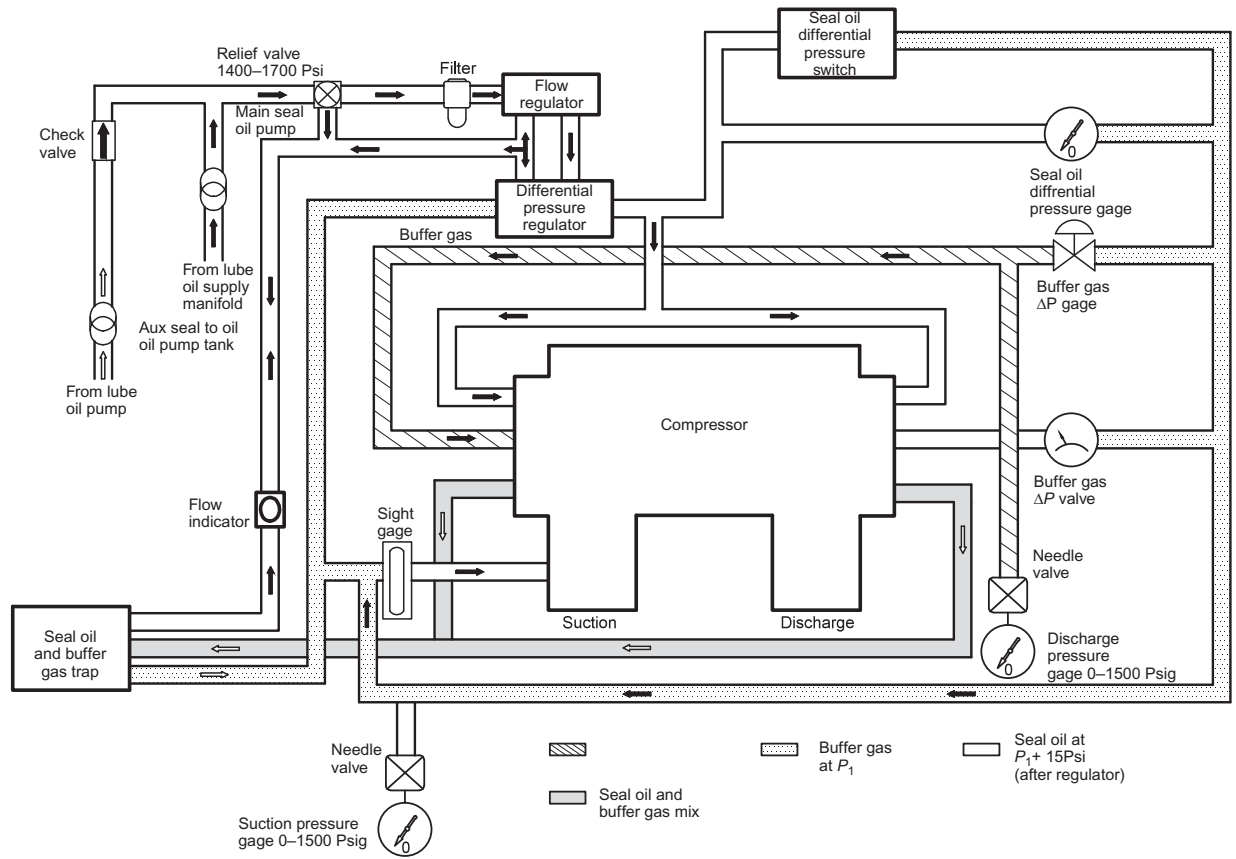 Seal oil
differential
pressure
switch
Relief valve
1400–1700 Psi
Filter
Flow
regulator
Main seal
oil pump
Check
valve
0
Seal oil
diffrential
pressure gage
Differential
pressure
regulator
Buffer gas
From lube
oil supply
manifold
Buffer gas
ΔP gage
Aux seal to oil
oil pump tank
From lube
oil pump
Compressor
Buffer gas
ΔP valve
Flow
indicator
Sight
gage
Needle
valve
Suction
Discharge
Seal oil
and buffer
gas trap
0
Discharge
pressure
gage 0–1500 Psig
Needle
valve
Buffer gas
at P1
Seal oil at
P1+ 15Psi
(after regulator)
Seal oil and
buffer gas mix
Suction pressure
gage 0–1500 Psig
0